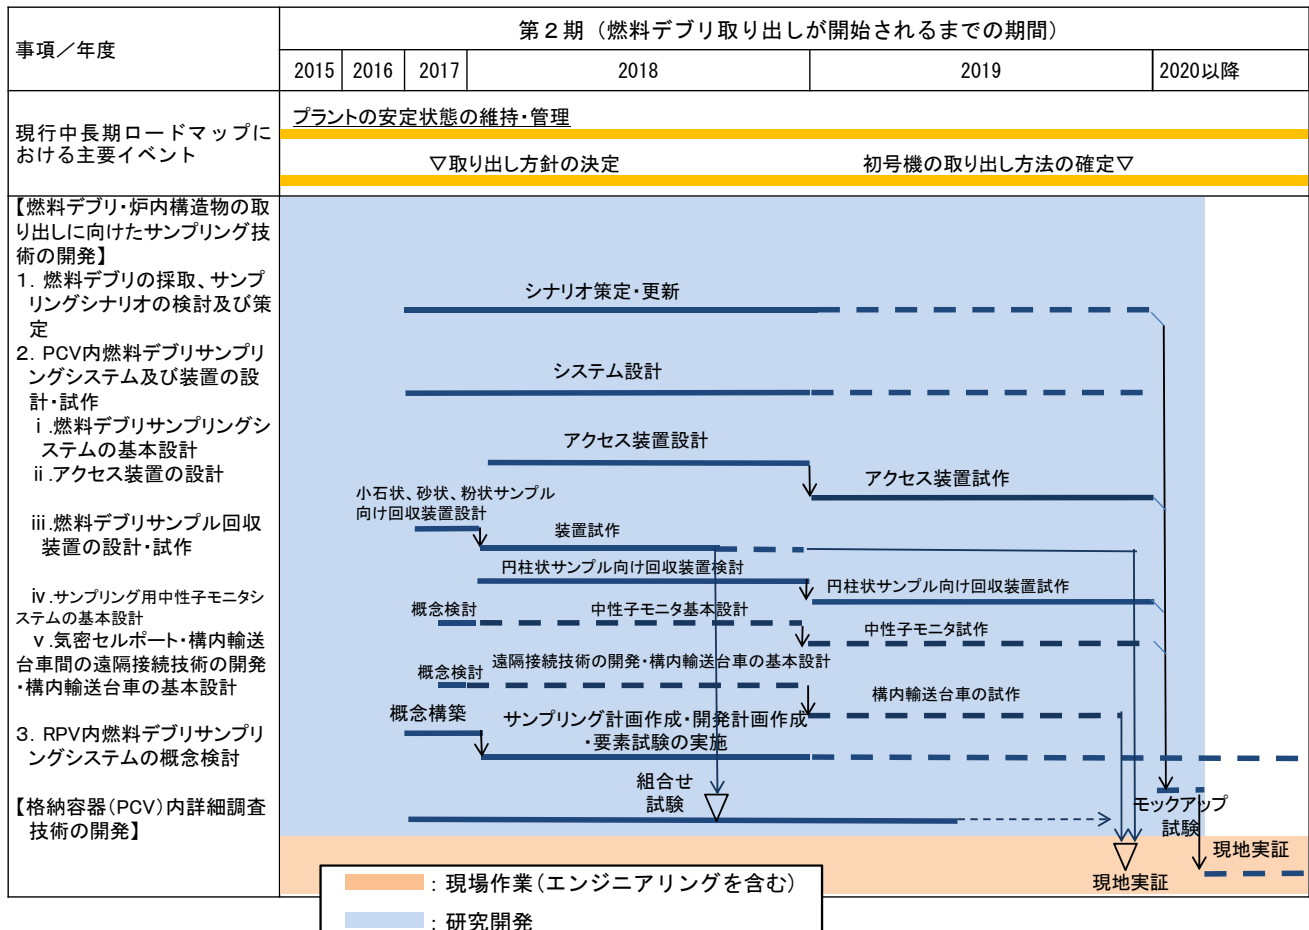 事項／年度
第２期（燃料デブリ取り出しが開始されるまでの期間）
2015
2016
2017
2018
2019
2020以降
現行中長期ロードマップに
おける主要イベント
プラントの安定状態の維持・管理
▽取り出し方針の決定
初号機の取り出し方法の確定▽
【燃料デブリ・炉内構造物の取
り出しに向けたサンプリング技
術の開発】
１．燃料デブリの採取、サンプ
リングシナリオの検討及び策
定
２．PCV内燃料デブリサンプリ
ングシステム及び装置の設
計・試作
ⅰ.燃料デブリサンプリングシ
ステムの基本設計
ⅱ.アクセス装置の設計
ⅲ.燃料デブリサンプル回収
装置の設計・試作
ⅳ.サンプリング用中性子モニタシ
ステムの基本設計
ⅴ.気密セルポート・構内輸送
台車間の遠隔接続技術の開発
・構内輸送台車の基本設計
３．RPV内燃料デブリサンプリ
ングシステムの概念検討
【格納容器（PCV）内詳細調査
技術の開発】
シナリオ策定・更新
システム設計
アクセス装置設計
アクセス装置試作
小石状、砂状、粉状サンプル
向け回収装置設計
装置試作
円柱状サンプル向け回収装置検討
円柱状サンプル向け回収装置試作
概念検討
中性子モニタ基本設計
中性子モニタ試作
概念検討
遠隔接続技術の開発・構内輸送台車の基本設計
構内輸送台車の試作
概念構築
サンプリング計画作成・開発計画作成
・要素試験の実施
組合せ
試験
モックアップ
試験
現地実証
現地実証
：現場作業（エンジニアリングを含む）
：研究開発